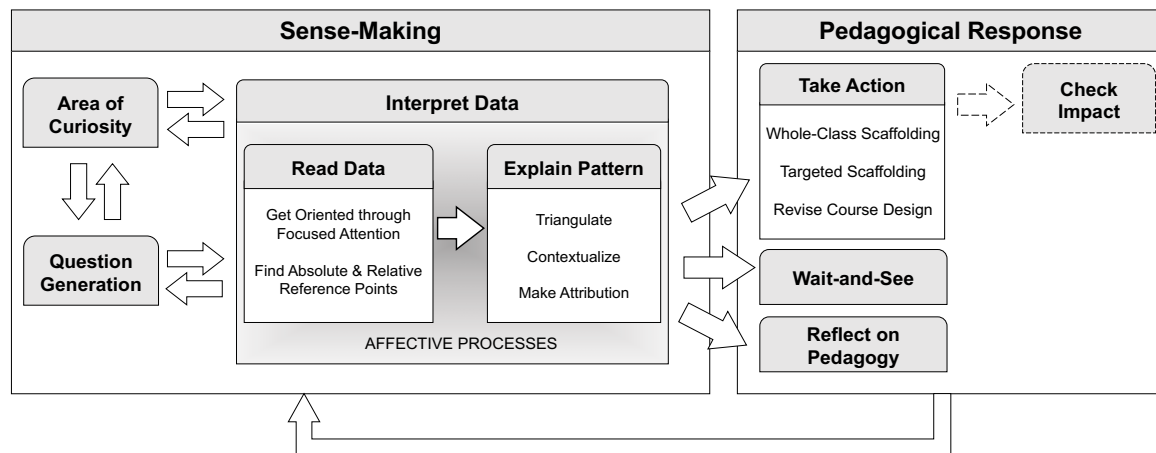 Sense-Making
Area of
Curiosity
Question
Generation
Interpret Data
Read Data
Get Oriented through
Focused Attention
Find Absolute & Relative
Reference Points
Explain Pattern
Triangulate
Contextualize
Make Attribution
AFFECTIVE PROCESSES
Pedagogical Response
Take Action
Whole-Class Scaffolding
Targeted Scaffolding
Revise Course Design
Check
Impact
Wait-and-See
Reflect on
Pedagogy